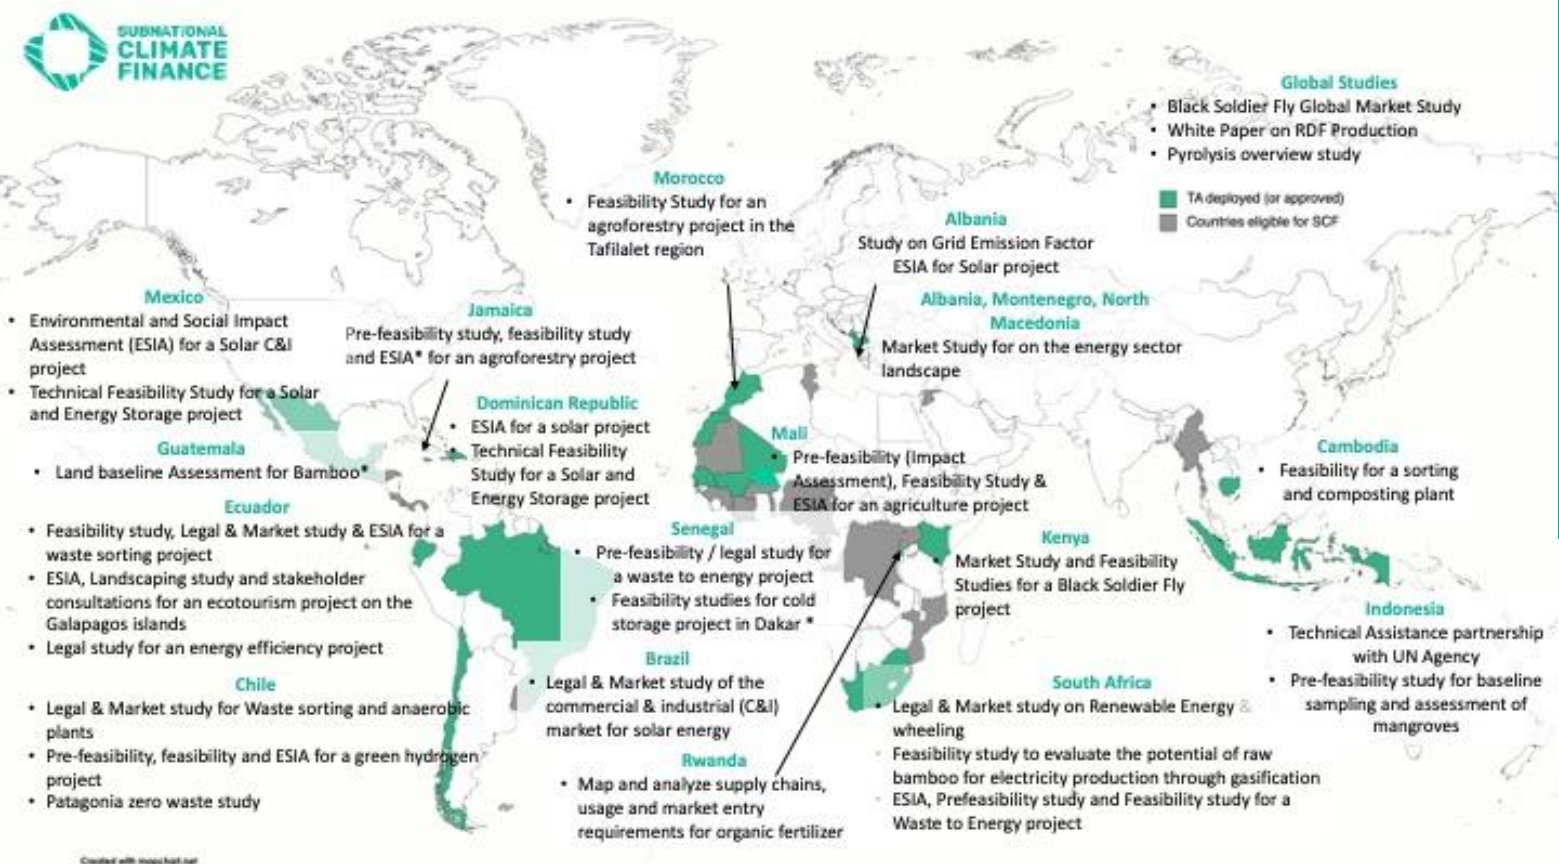 SUBNATIONAL
CLIMATE
FINANCE
Global Studies
• Black Soldier Fly Global Market Study
• White Paper on RDF Production
• Pyrolysis overview study
TA deployed (or approved)
Countries eligible for SCF
Morocco
• Feasibility Study for an
agroforestry project in the
Tafilalet region
Albania
Study on Grid Emission Factor
ESIA for Solar project
Albania, Montenegro, North
Macedonia
Market Study for on the energy sector
landscape
Mexico
• Environmental and Social Impact
Assessment (ESIA) for a Solar C&I
project
• Technical Feasibility Study for a Solar
and Energy Storage project
Jamaica
Pre-feasibility study, feasibility study
and ESIA* for an agroforestry project
Dominican Republic
• ESIA for a solar project
• Technical Feasibility
Study for a Solar and
Energy Storage project
Guatemala
• Land baseline Assessment for Bamboo*
Mali
• Pre-feasibility (Impact
Assessment), Feasibility Study &
ESIA for an agriculture project
Cambodia
• Feasibility for a sorting
and composting plant
Ecuador
• Feasibility study, Legal & Market study & ESIA for a
waste sorting project
• ESIA, Landscaping study and stakeholder
consultations for an ecotourism project on the
Galapagos islands
• Legal study for an energy efficiency project
Senegal
• Pre-feasibility / legal study for
a waste to energy project
• Feasibility studies for cold
storage project in Dakar *
Kenya
• Market Study and Feasibility
Studies for a Black Soldier Fly
project
Indonesia
• Technical Assistance partnership
with UN Agency
• Pre-feasibility study for baseline
sampling and assessment of
mangroves
Brazil
• Legal & Market study of the
commercial & industrial (C&I)
market for solar energy
Chile
• Legal & Market study for Waste sorting and anaerobic
plants
• Pre-feasibility, feasibility and ESIA for a green hydrogen
project
• Patagonia zero waste study
South Africa
• Legal & Market study on Renewable Energy &
wheeling
• Feasibility study to evaluate the potential of raw
bamboo for electricity production through gasification
• ESIA, Prefeasibility study and Feasibility study for a
Waste to Energy project
Rwanda
• Map and analyze supply chains,
usage and market entry
requirements for organic fertilizer
Created with mapchart.net